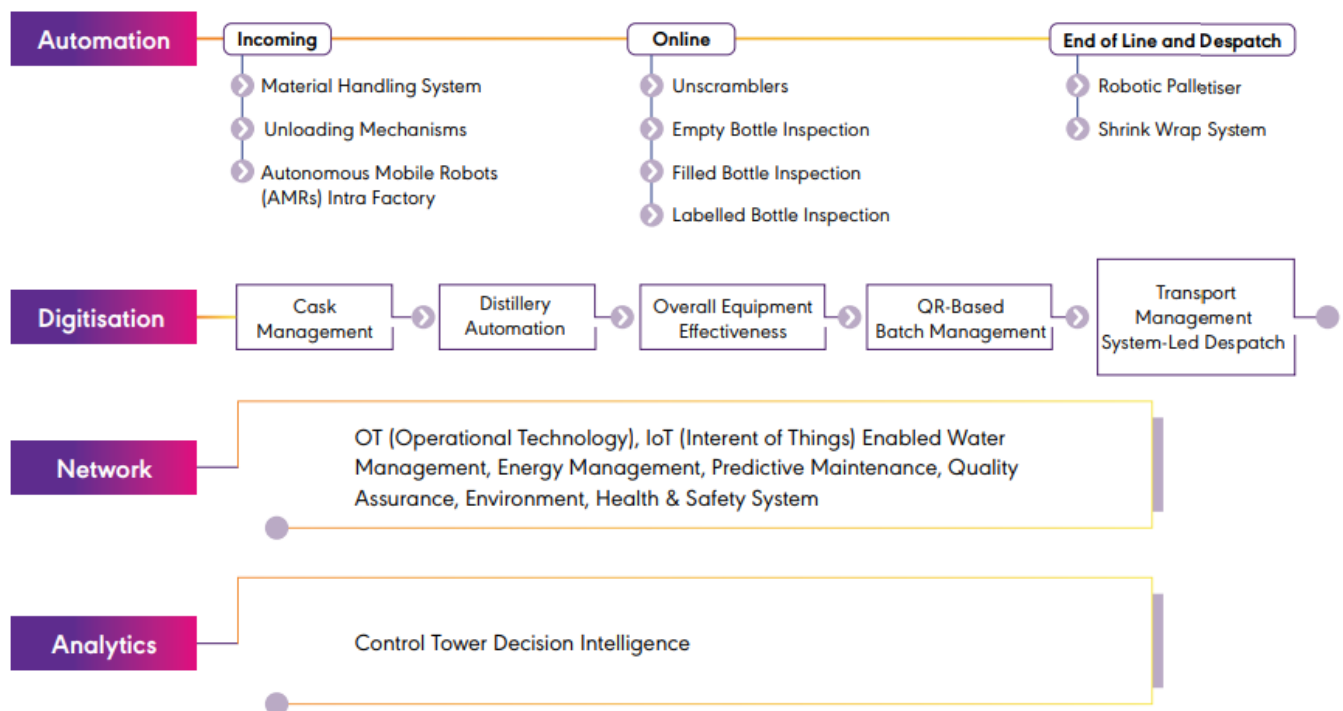 Automation
Incoming
Material Handling System
Unloading Mechanisms
Autonomous Mobile Robots
(AMRs) Intra Factory
Online
Unscramblers
Empty Bottle Inspection
Filled Bottle Inspection
Labelled Bottle Inspection
End of Line and Despatch
Robotic Palletiser
Shrink Wrap System
Digitisation
Cask
Management
Distillery
Automation
Overall Equipment
Effectiveness
QR-Based
Batch Management
Transport
Management
System-Led Despatch
Network
OT (Operational Technology), IoT (Interent of Things) Enabled Water
Management, Energy Management, Predictive Maintenance, Quality
Assurance, Environment, Health & Safety System
Analytics
Control Tower Decision Intelligence